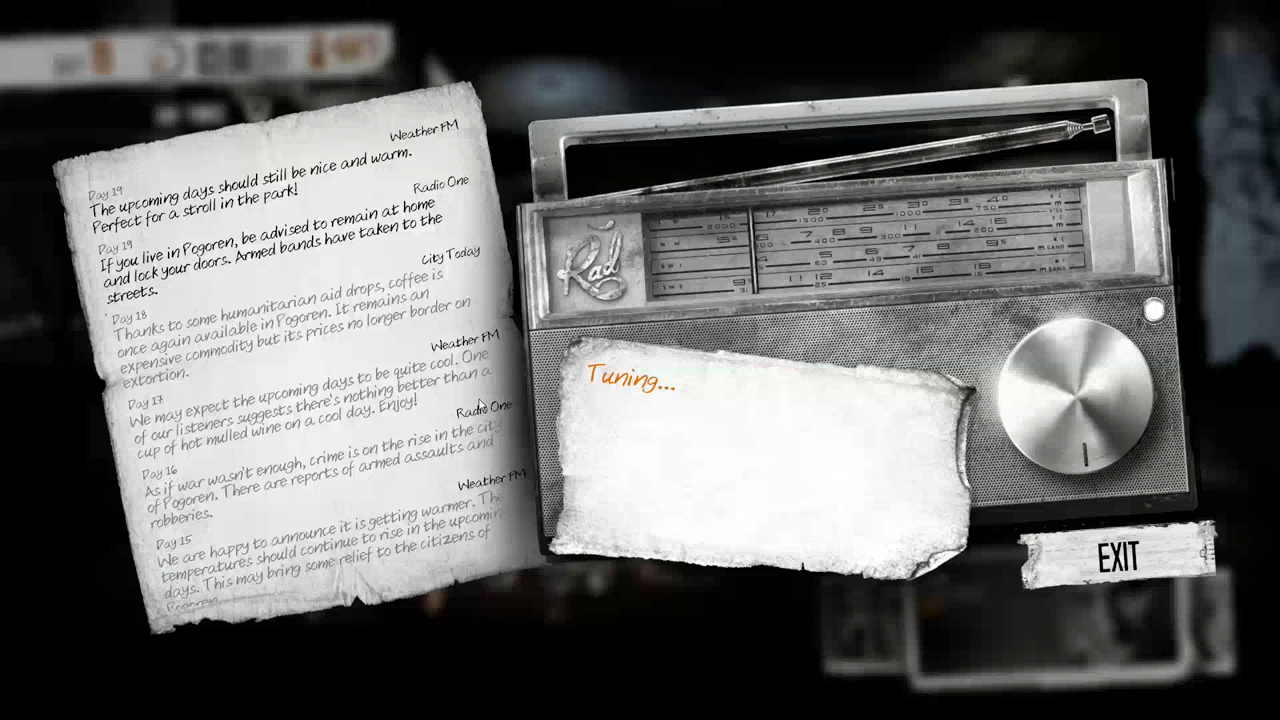 Weather FM
Day 19
The upcoming days should still be nice and warm.
Perfect for a stroll in the park!
Radio One
Day 19
If you live in Pogoren, be advised to remain at home
and lock your doors. Armed bands have taken to the
streets.
City Today
Day 18
Thanks to some humanitarian aid drops, coffee is
once again available in Pogoren. It remains an
expensive commodity but its prices no longer border on
extortion.
Weather FM
Day 17
We may expect the upcoming days to be quite cool. One
of our listeners suggests there's nothing better than a
cup of hot mulled wine on a cool day. Enjoy!
Radio One
Day 16
As if war wasn't enough, crime is on the rise in the city
of Pogoren. There are reports of armed assaults and
robberies.
Weather FM
Day 15
We are happy to announce it is getting warmer. The
temperatures should continue to rise in the upcoming
days. This may bring some relief to the citizens of
Pogoren.
Rad
Tuning...
EXIT